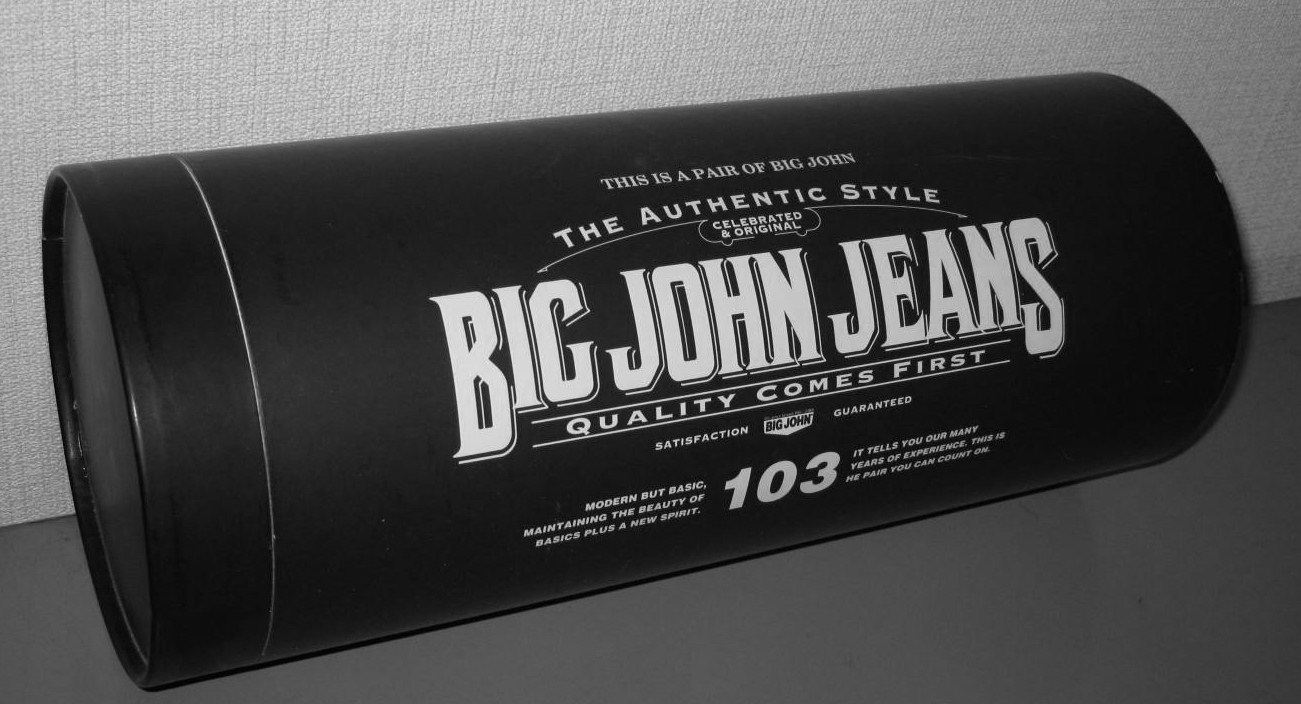 THIS IS A PAIR OF BIG JOHN
THE AUTHENTIC STYLE
CELEBRATED
& ORIGINAL
BIG JOHN JEANS
QUALITY COMES FIRST
SATISFACTION
BIG JOHN
GUARANTEED
MODERN BUT BASIC,
MAINTAINING THE BEAUTY OF
BASICS PLUS A NEW SPIRIT.
103
IT TELLS YOU OUR MANY
YEARS OF EXPERIENCE. THIS IS
HE PAIR YOU CAN COUNT ON.